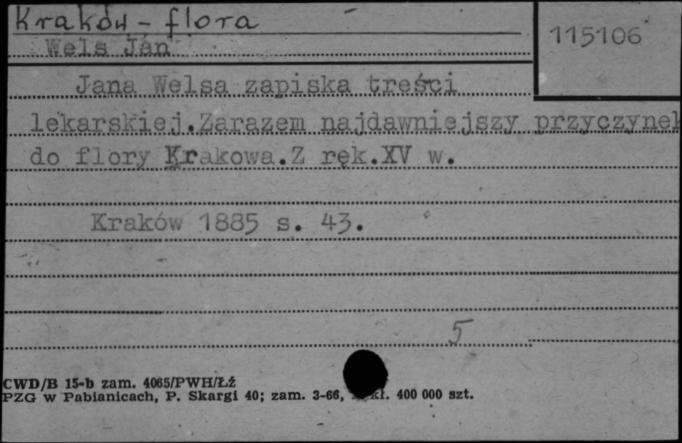 Kraków - flora
115106
Wels Jan
Jana Welsa zapiska treści
lekarskiej.Zarazem najdawniejszy przyczynek
do flory Krakowa.Z ręk.XV w.
Kraków 1885 s. 43.
5
CWD/B 15-b zam. 4065/PWH/Łź
PZG w Pabianicach, P. Skargi 40; zam. 3-66, kł. 400 000 szt.